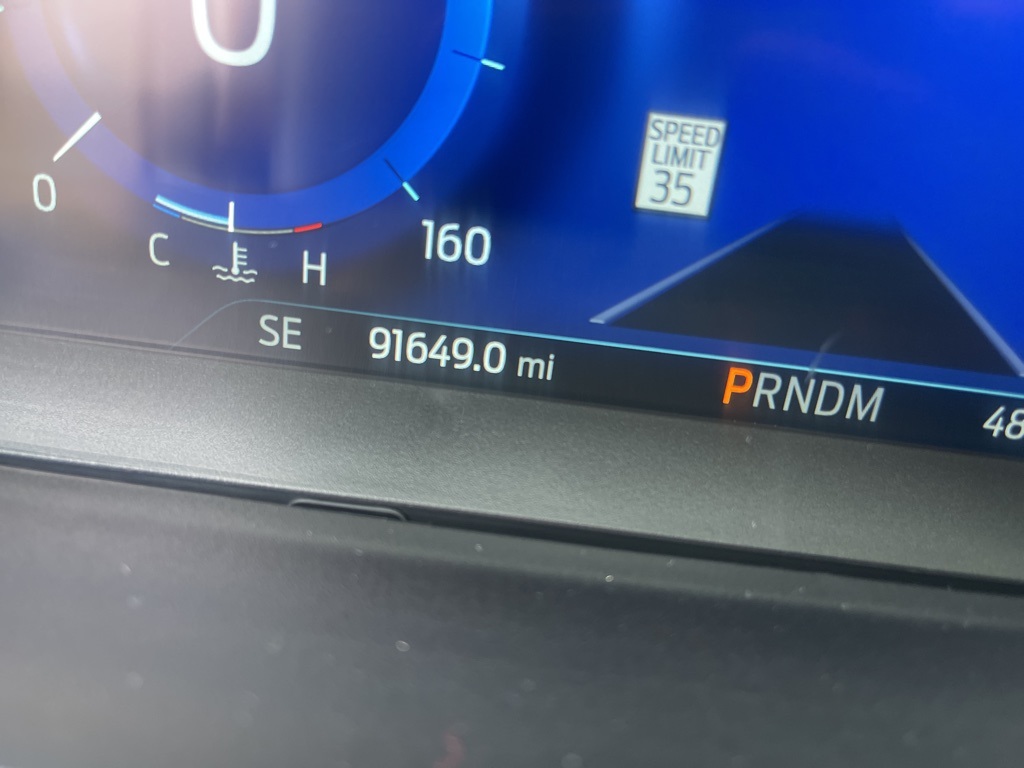 0
SPEED
LIMIT
35
0
160
C
H
SE 91649.0 mi PRNDM 48